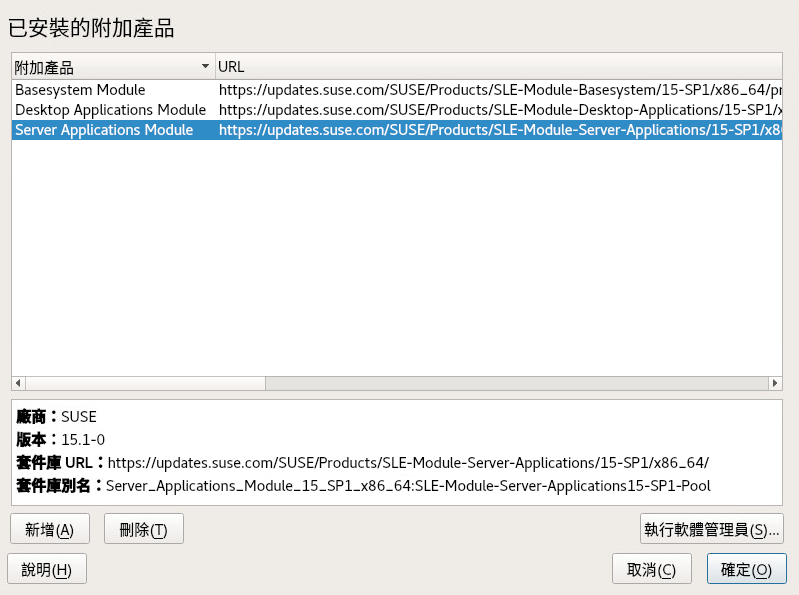 已安裝的附加產品
附加產品 URL
Basesystem Module https://updates.suse.com/SUSE/Products/SLE-Module-Basesystem/15-SP1/x86_64/pr
Desktop Applications Module https://updates.suse.com/SUSE/Products/SLE-Module-Desktop-Applications/15-SP1/x
Server Applications Module https://updates.suse.com/SUSE/Products/SLE-Module-Server-Applications/15-SP1/x8
廠商：SUSE
版本：15.1-0
套件庫 URL：https://updates.suse.com/SUSE/Products/SLE-Module-Server-Applications/15-SP1/x86_64/
套件庫別名：Server_Applications_Module_15_SP1_x86_64:SLE-Module-Server-Applications15-SP1-Pool
新增(A) 刪除(T) 執行軟體管理員(S)...
說明(H) 取消(C) 確定(O)